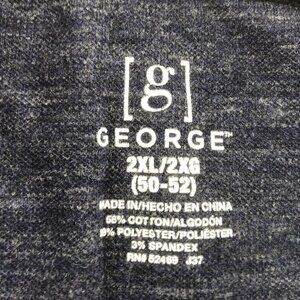 [g]
GEORGE™
2XL/2XG
(50-52)
MADE IN/HECHO EN CHINA
58% COTTON/ALGODÓN
POLYESTER/POLIÉSTER
3% SPANDEX
RN# 52469 J37